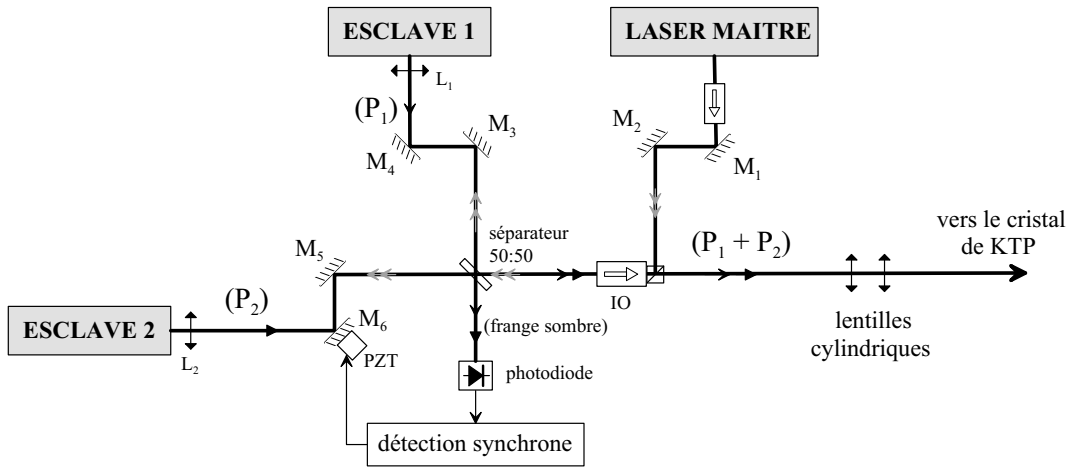 ESCLAVE 1
LASER MAITRE
L1
(P1)
M3
M4
M2
M1
séparateur
50:50
(P1 + P2)
vers le cristal
de KTP
M5
(P2)
IO
ESCLAVE 2
M6
L2
PZT
(frange sombre)
photodiode
lentilles
cylindriques
détection synchrone